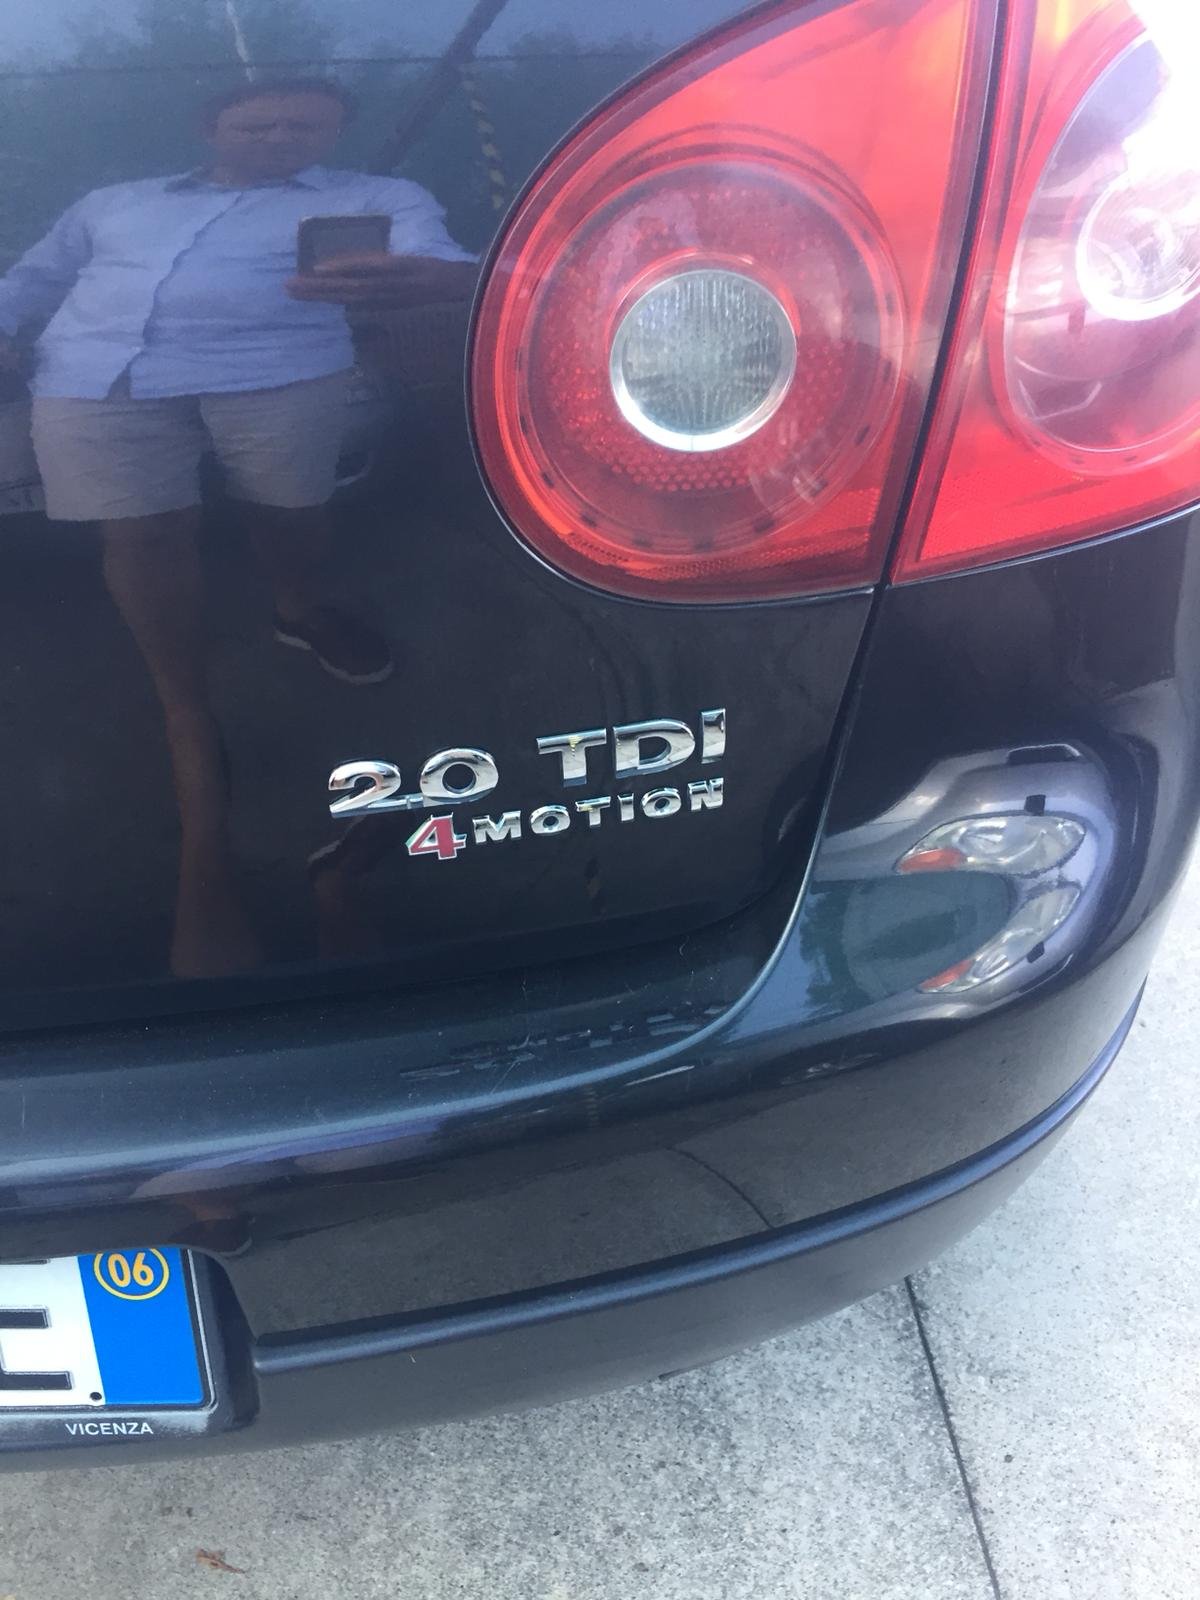 2.0 TDI
4MOTION
E
06
VICENZA